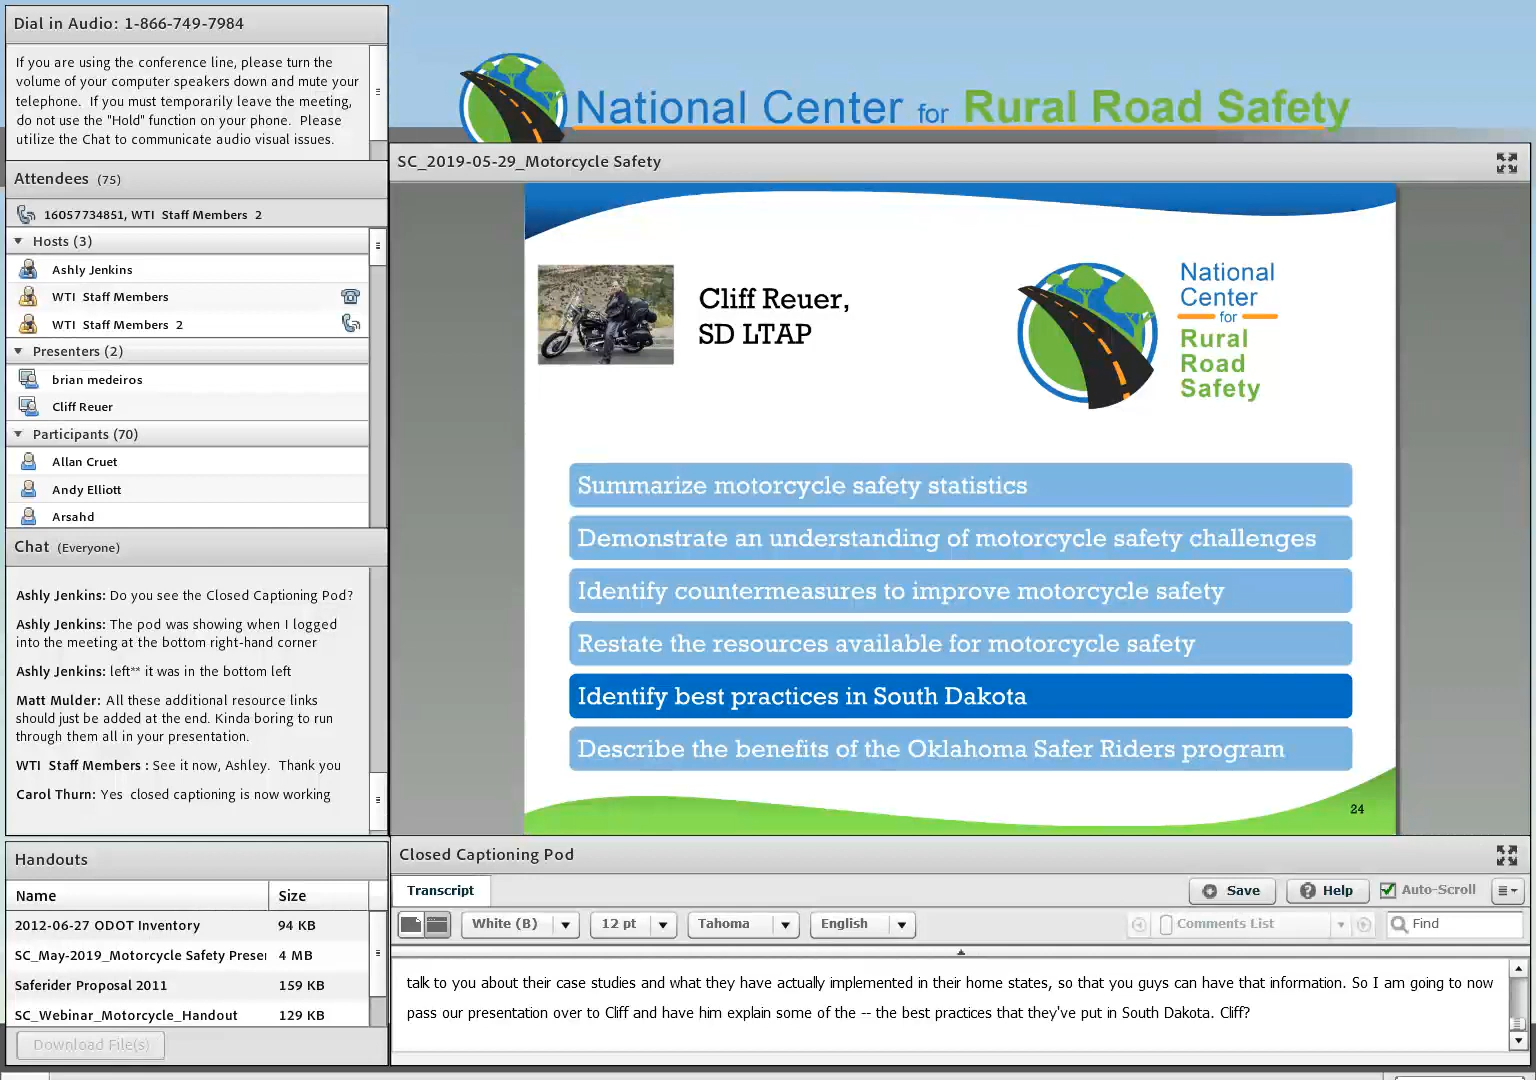 Dial in Audio: 1-866-749-7984
If you are using the conference line, please turn the
volume of your computer speakers down and mute your
telephone.  If you must temporarily leave the meeting,
do not use the "Hold" function on your phone.  Please
utilize the Chat to communicate audio visual issues.
Attendees (75)
16057734851, WTI  Staff Members  2
Hosts (3)
Ashly Jenkins
WTI  Staff Members
WTI  Staff Members  2
Presenters (2)
brian medeiros
Cliff Reuer
Participants (70)
Allan Cruet
Andy Elliott
Arsahd
Chat (Everyone)
Ashly Jenkins: Do you see the Closed Captioning Pod?
Ashly Jenkins: The pod was showing when I logged
into the meeting at the bottom right-hand corner
Ashly Jenkins: left** it was in the bottom left
Matt Mulder: All these additional resource links
should just be added at the end. Kinda boring to run
through them all in your presentation.
WTI  Staff Members : See it now, Ashley.  Thank you
Carol Thurn: Yes  closed captioning is now working
Handouts
Name Size
2012-06-27 ODOT Inventory 94 KB
SC_May-2019_Motorcycle Safety Presen 4 MB
Saferider Proposal 2011 159 KB
SC_Webinar_Motorcycle_Handout 129 KB
Download File(s)
National Center for Rural Road Safety
SC_2019-05-29_Motorcycle Safety
Cliff Reuer,
SD LTAP
National
Center
for
Rural
Road
Safety
Summarize motorcycle safety statistics
Demonstrate an understanding of motorcycle safety challenges
Identify countermeasures to improve motorcycle safety
Restate the resources available for motorcycle safety
Identify best practices in South Dakota
Describe the benefits of the Oklahoma Safer Riders program
24
Closed Captioning Pod
Transcript Save Help Auto-Scroll
White (B) 12 pt Tahoma English Comments List Find
talk to you about their case studies and what they have actually implemented in their home states, so that you guys can have that information. So I am going to now
pass our presentation over to Cliff and have him explain some of the -- the best practices that they've put in South Dakota. Cliff?